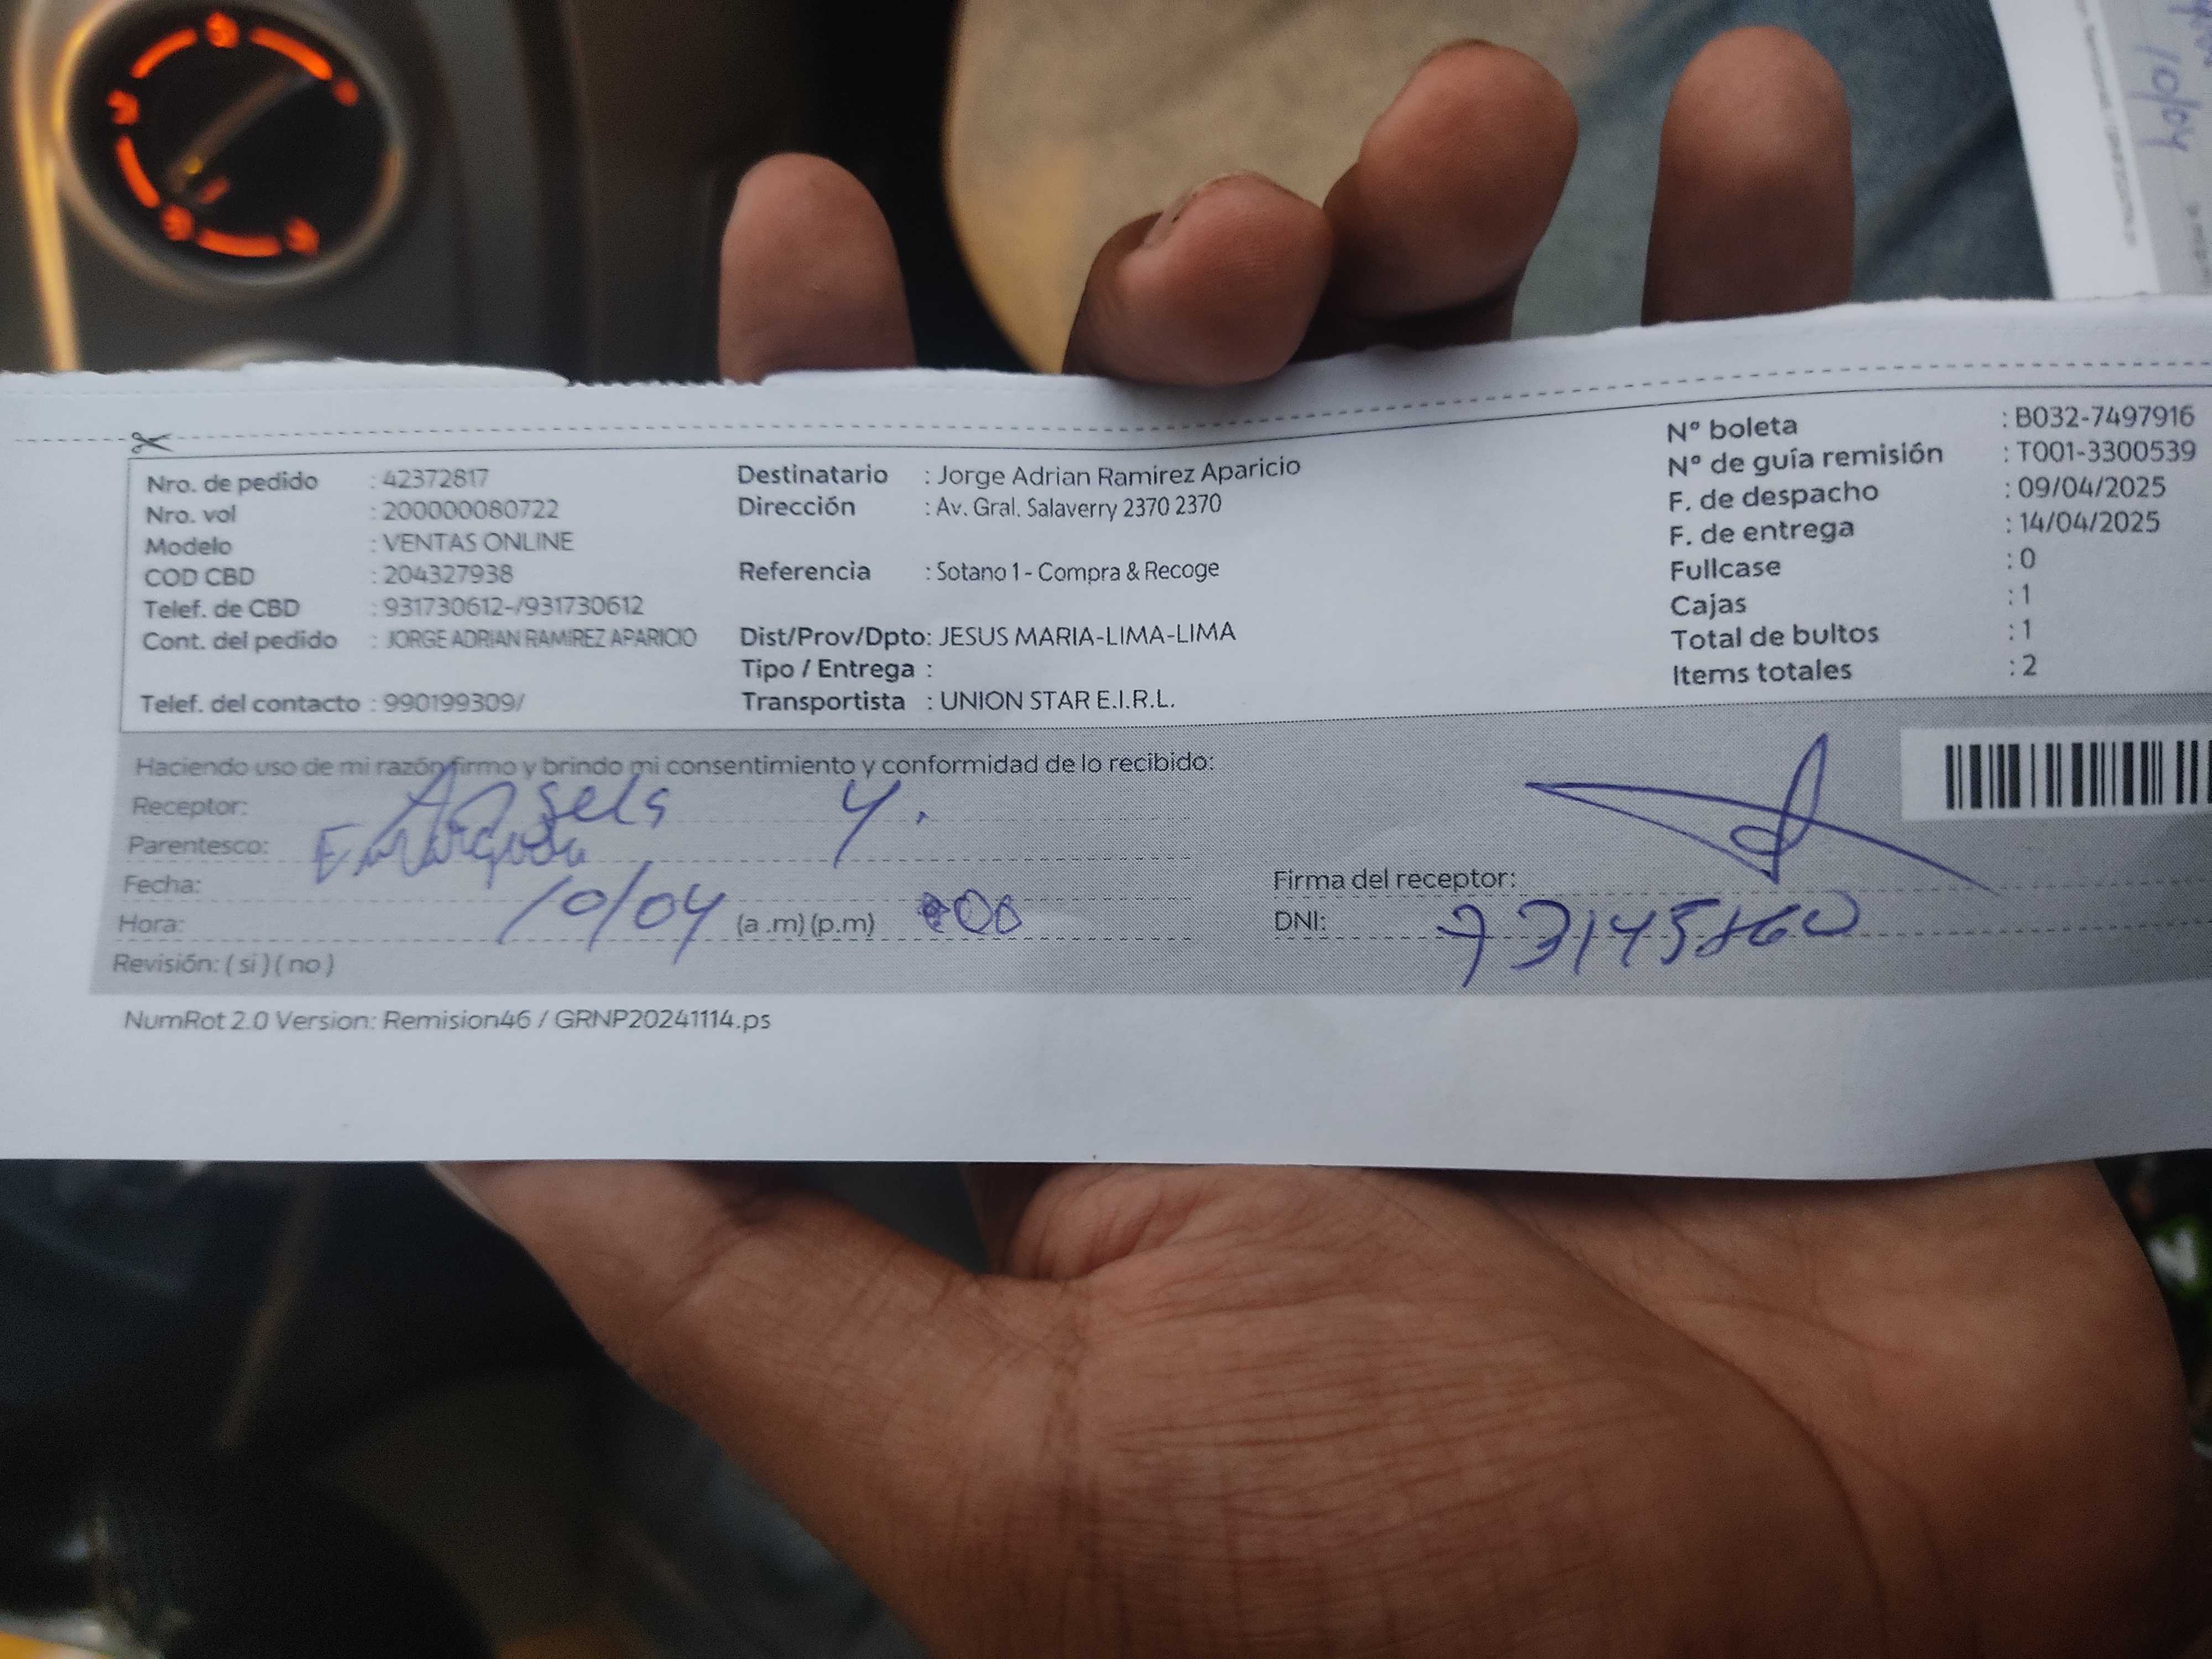 Nro. de pedido : 42372817
Nro. vol : 200000080722
Modelo : VENTAS ONLINE
COD CBD : 204327938
Telef. de CBD : 931730612-/931730612
Cont. del pedido : JORGE ADRIAN RAMIREZ APARICIO
Telef. del contacto : 990199309/
Destinatario : Jorge Adrian Ramirez Aparicio
Dirección : Av. Gral. Salaverry 2370 2370
Referencia : Sotano 1 - Compra & Recoge
Dist/Prov/Dpto: JESUS MARIA-LIMA-LIMA
Tipo / Entrega :
Transportista : UNION STAR E.I.R.L.
Nº boleta : B032-7497916
Nº de guía remisión : T001-3300539
F. de despacho : 09/04/2025
F. de entrega : 14/04/2025
Fullcase : 0
Cajas : 1
Total de bultos : 1
Items totales : 2
Haciendo uso de mi razón firmo y brindo mi consentimiento y conformidad de lo recibido:
Receptor: Y.
Parentesco:
Fecha: 10/04
Hora: (a .m) (p.m)
Revisión: ( si ) ( no )
Firma del receptor:
DNI:
NumRot 2.0 Version: Remision46 / GRNP20241114.ps
10/04